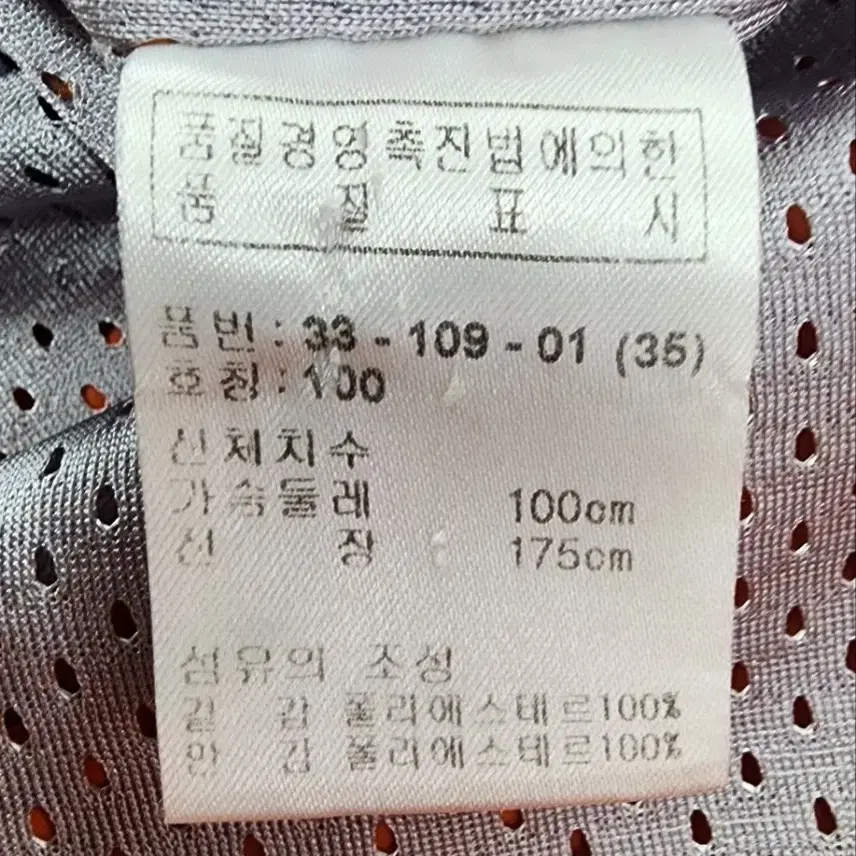 품질경영촉진법에의한
품 질 표 시
품번 : 33 - 109 - 01 (35)
호칭 : 100
신체치수
가슴둘레 100cm
신 장 175cm
섬유의 조성
겉 감 폴리에스테르100%
안 감 폴리에스테르100%